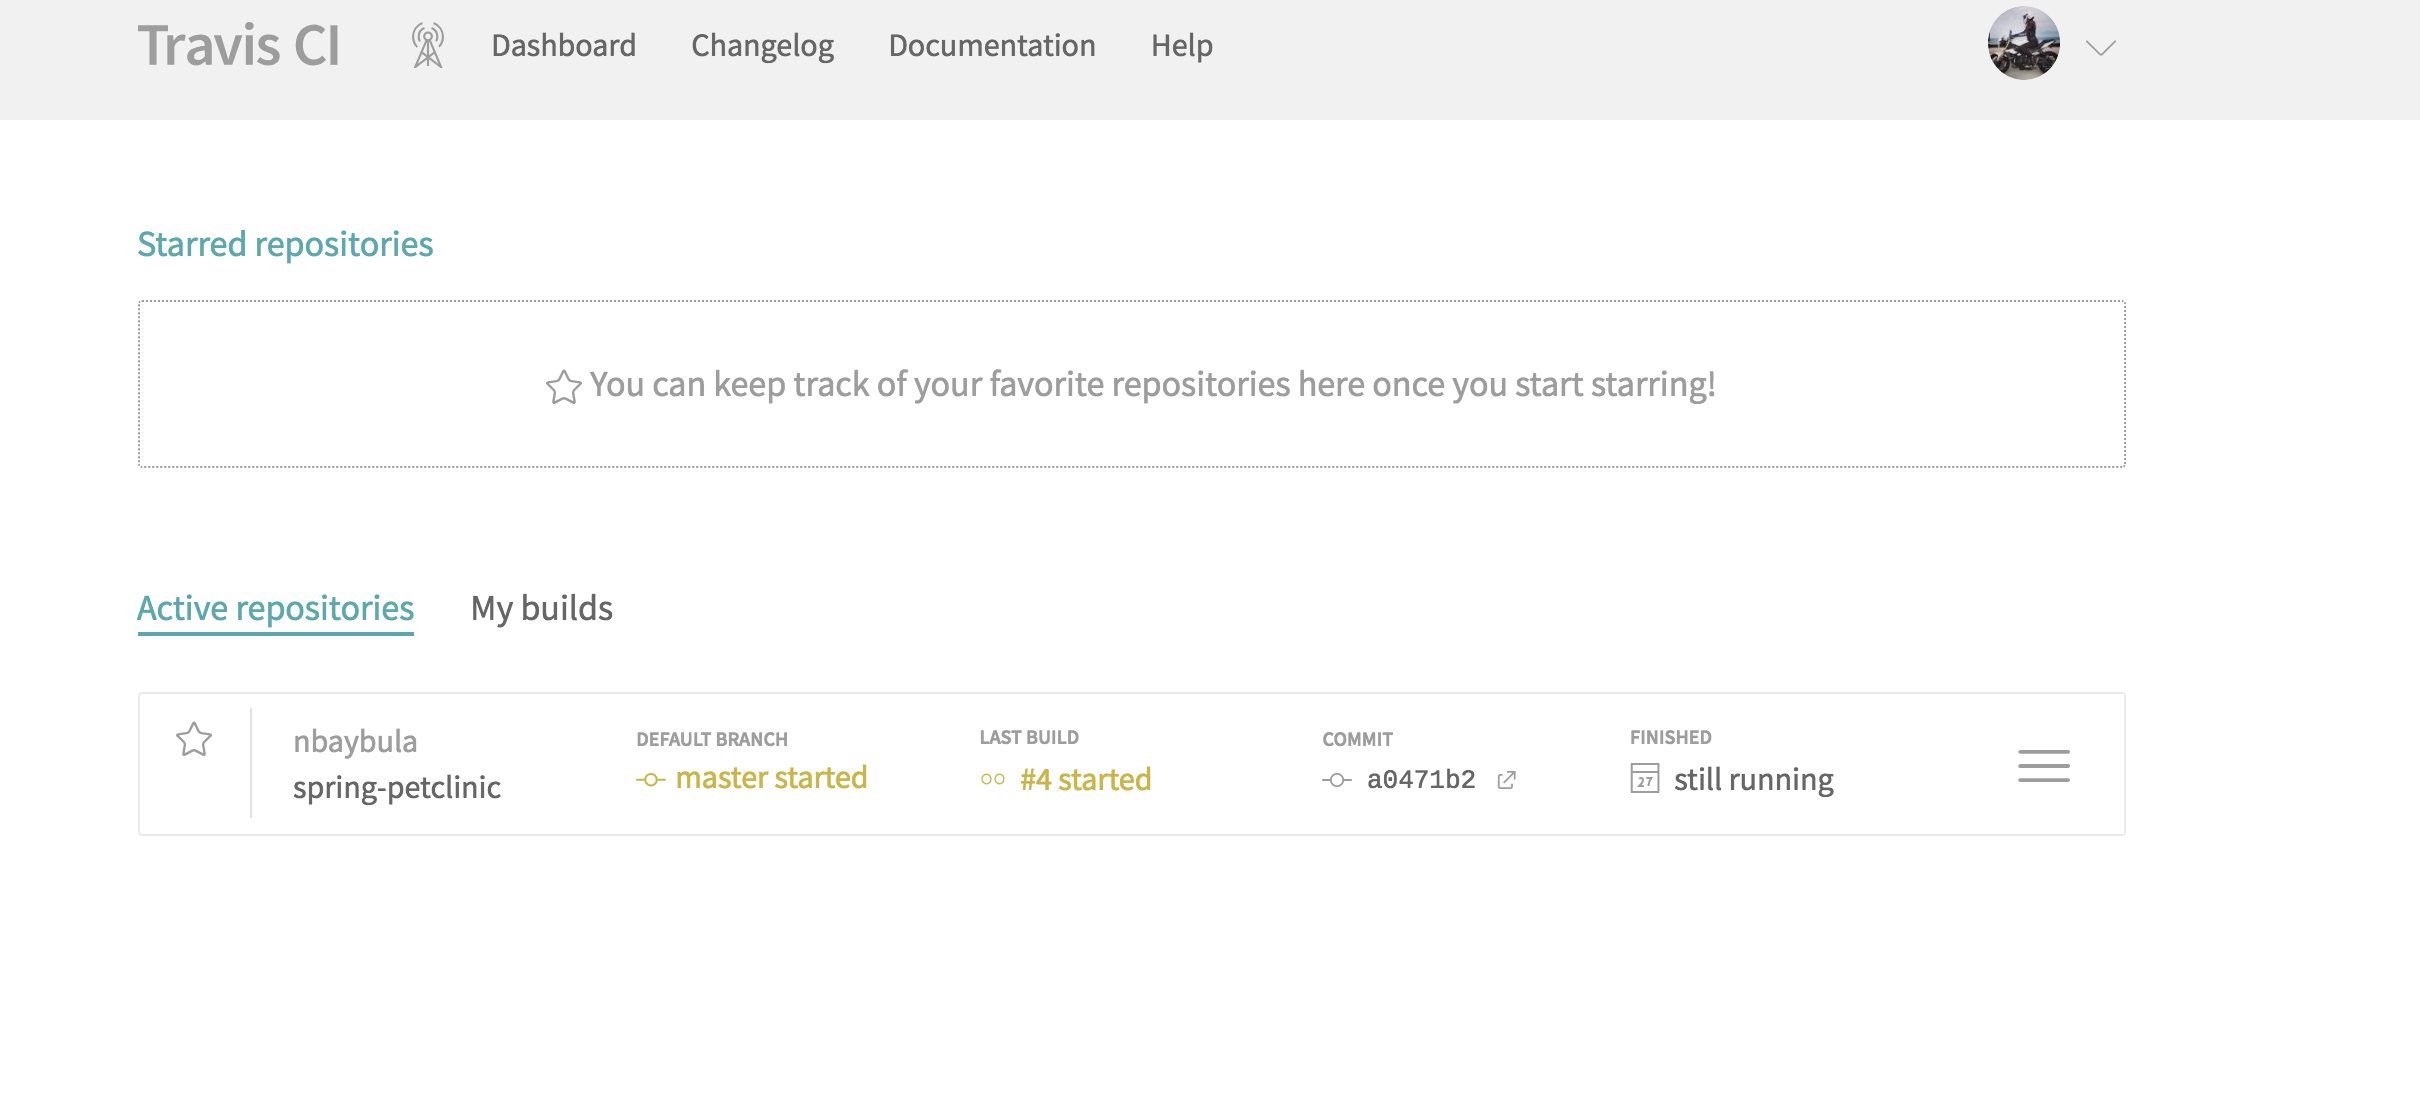 Travis CI Dashboard Changelog Documentation Help
Starred repositories
You can keep track of your favorite repositories here once you start starring!
Active repositories My builds
nbaybula
spring-petclinic
DEFAULT BRANCH
master started
LAST BUILD
#4 started
COMMIT
a0471b2
FINISHED
27 still running